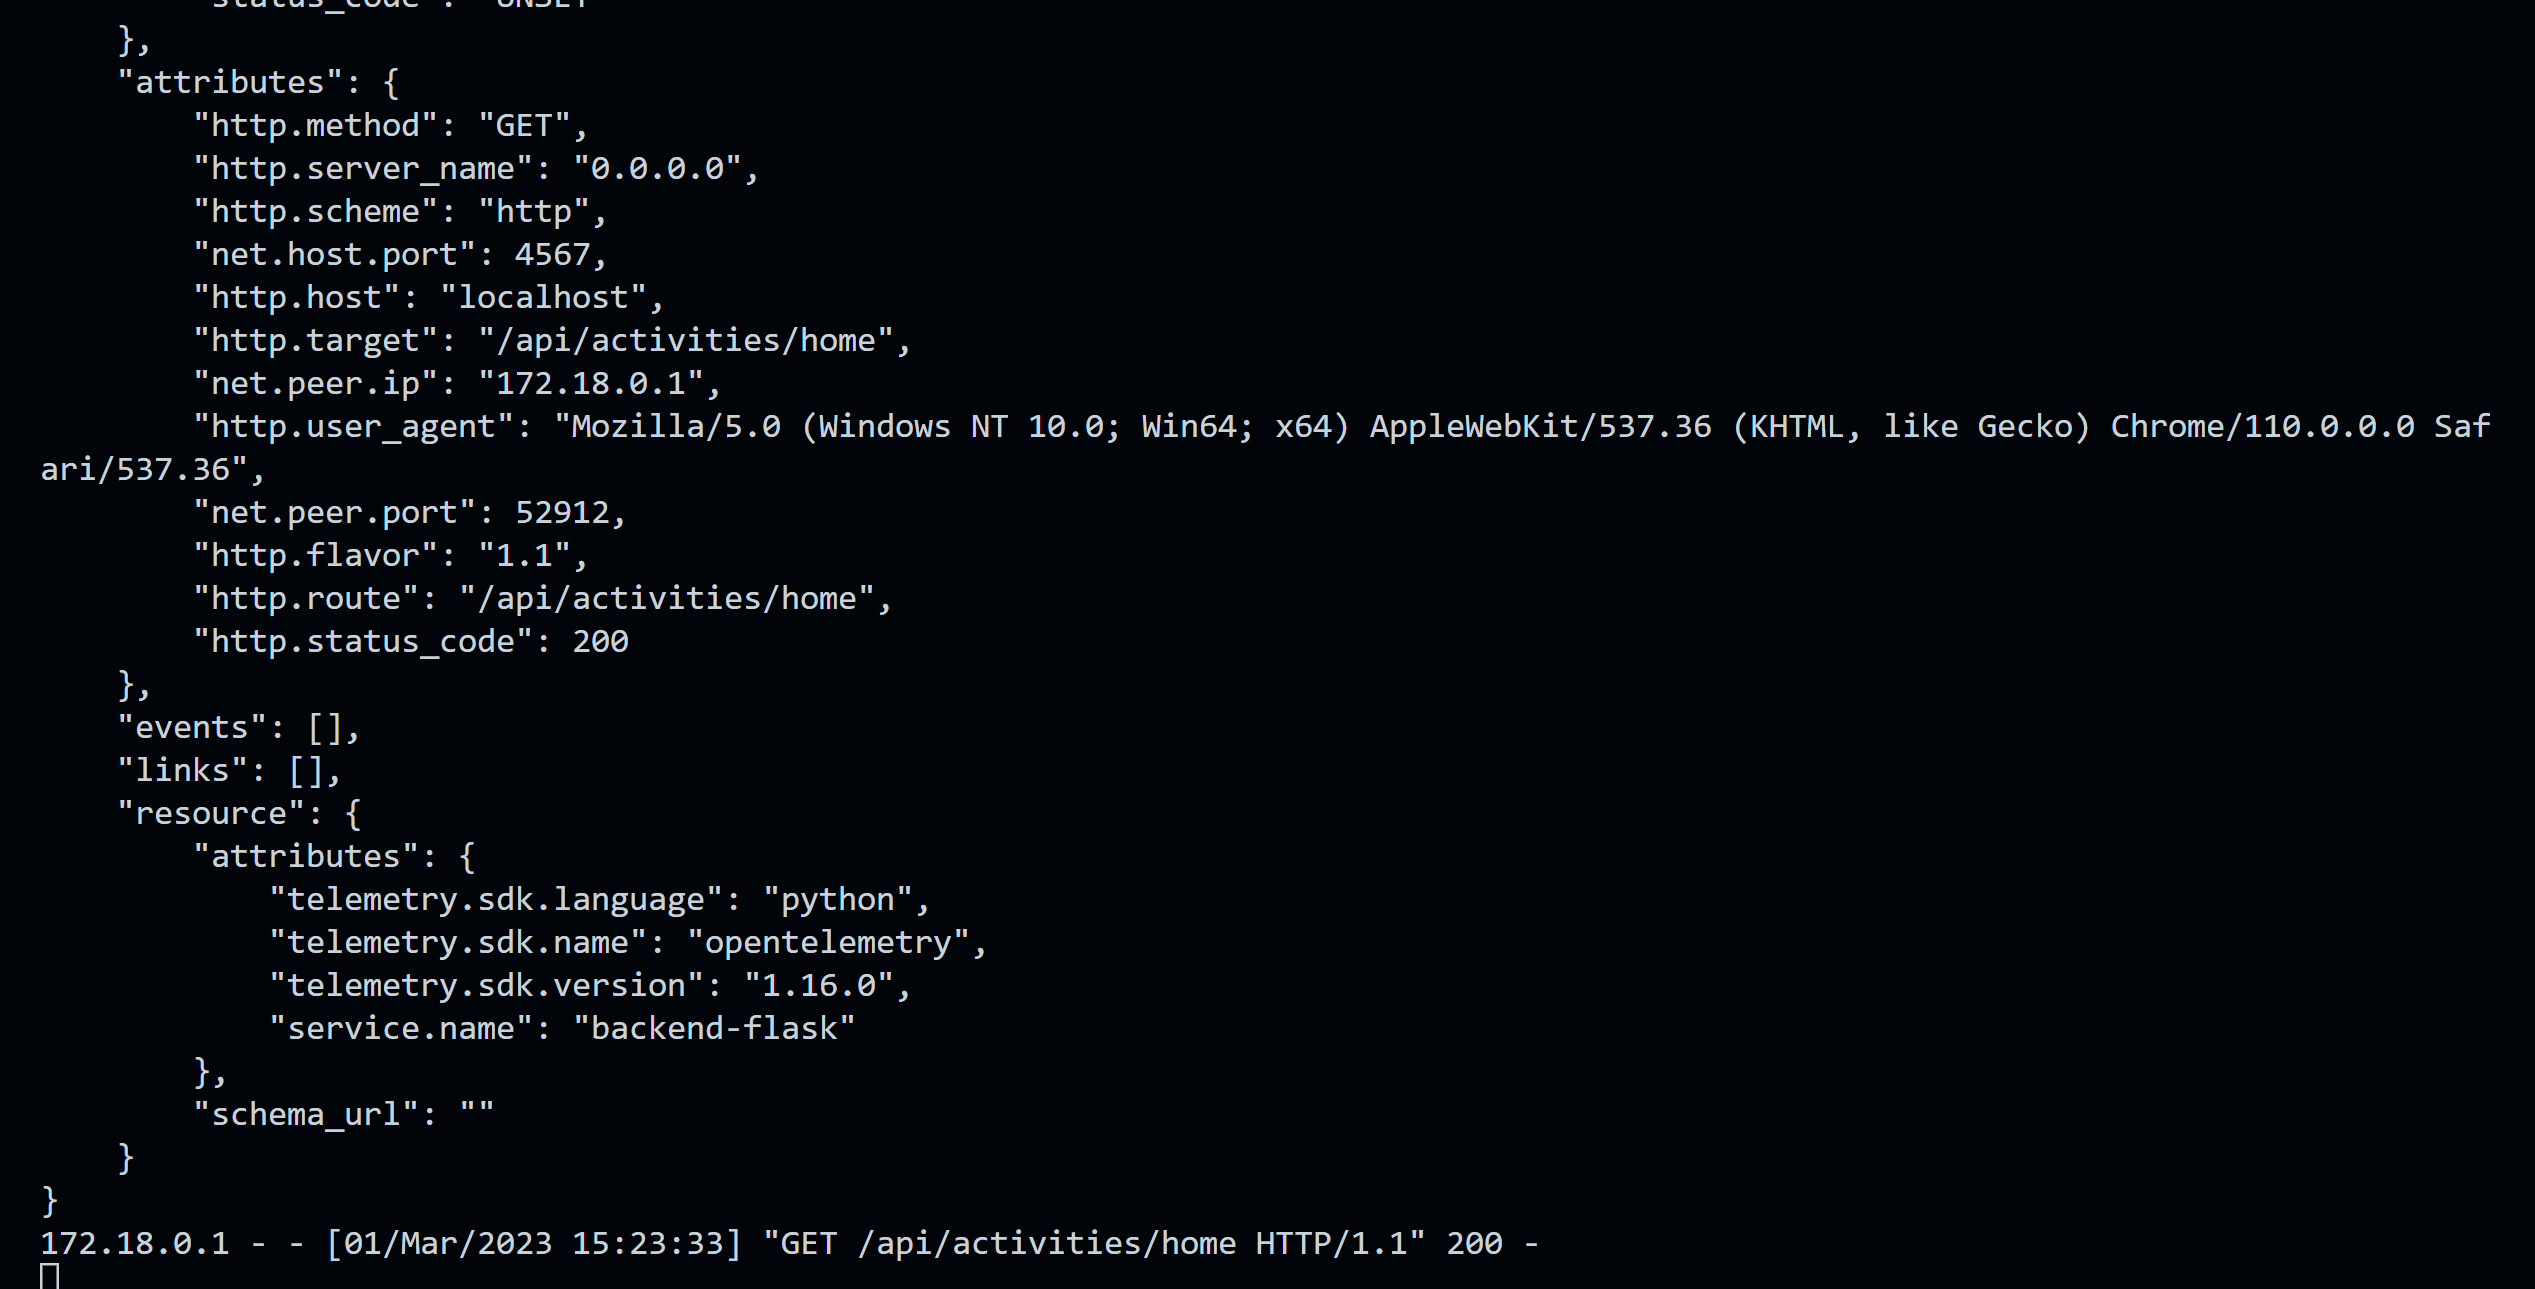 "status_code": "UNSET"
    },
    "attributes": {
        "http.method": "GET",
        "http.server_name": "0.0.0.0",
        "http.scheme": "http",
        "net.host.port": 4567,
        "http.host": "localhost",
        "http.target": "/api/activities/home",
        "net.peer.ip": "172.18.0.1",
        "http.user_agent": "Mozilla/5.0 (Windows NT 10.0; Win64; x64) AppleWebKit/537.36 (KHTML, like Gecko) Chrome/110.0.0.0 Saf
ari/537.36",
        "net.peer.port": 52912,
        "http.flavor": "1.1",
        "http.route": "/api/activities/home",
        "http.status_code": 200
    },
    "events": [],
    "links": [],
    "resource": {
        "attributes": {
            "telemetry.sdk.language": "python",
            "telemetry.sdk.name": "opentelemetry",
            "telemetry.sdk.version": "1.16.0",
            "service.name": "backend-flask"
        },
        "schema_url": ""
    }
}
172.18.0.1 - - [01/Mar/2023 15:23:33] "GET /api/activities/home HTTP/1.1" 200 -